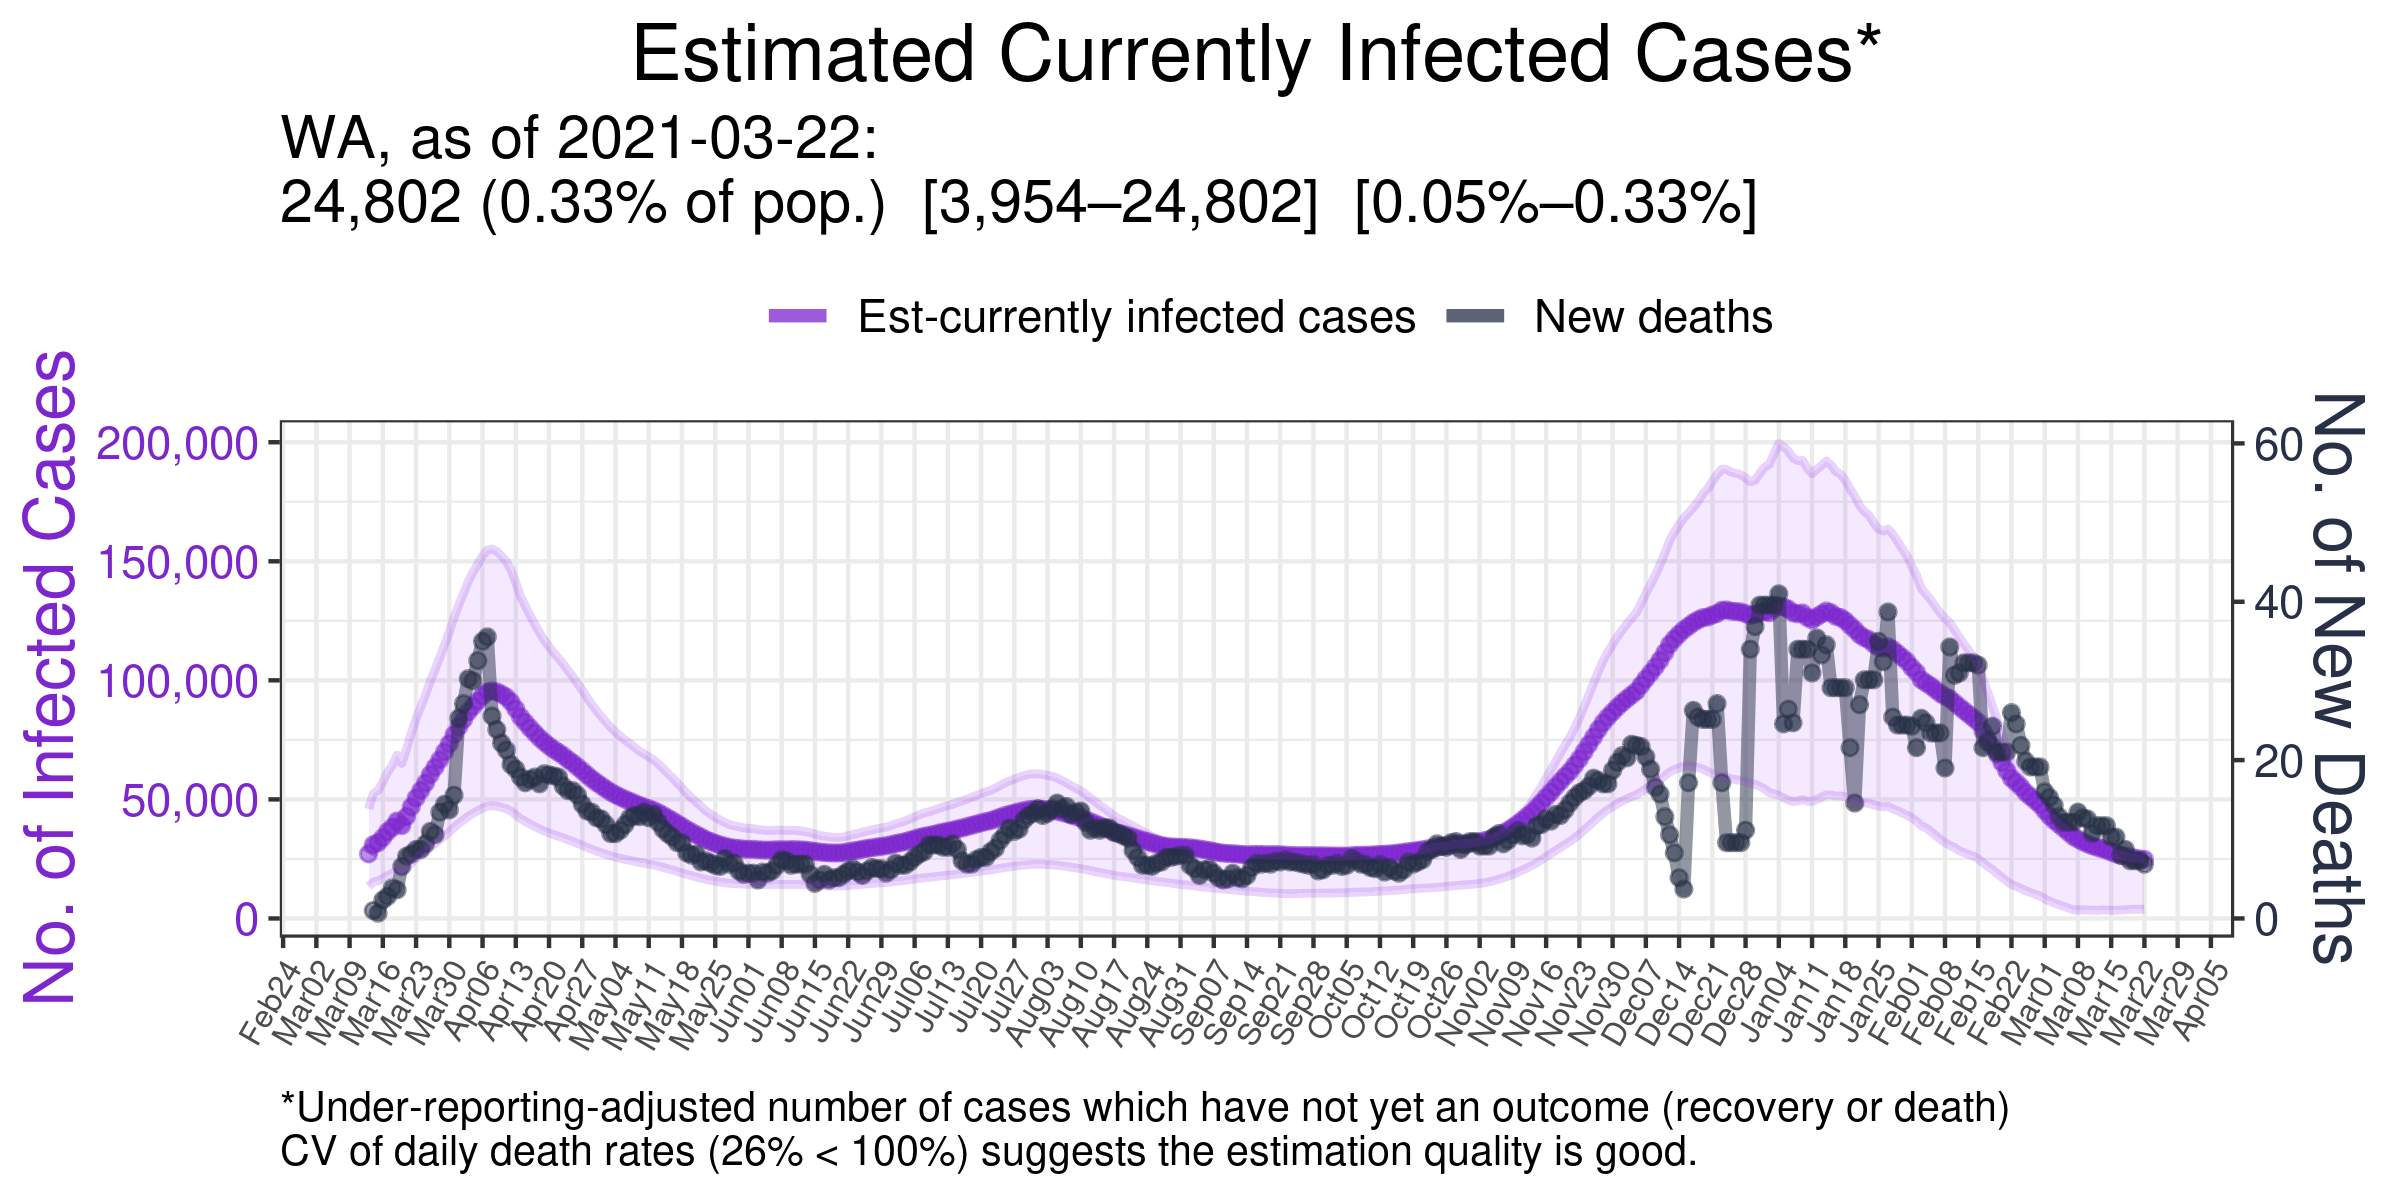 Estimated Currently Infected Cases*
WA, as of 2021-03-22:
24,802 (0.33% of pop.) [3,954–24,802] [0.05%–0.33%]
Est-currently infected cases
New deaths
No. of Infected Cases
200,000
150,000
100,000
50,000
0
60
40
20
0
No. of New Deaths
Feb24
Mar02
Mar09
Mar16
Mar23
Mar30
Apr06
Apr13
Apr20
Apr27
May04
May11
May18
May25
Jun01
Jun08
Jun15
Jun22
Jun29
Jul06
Jul13
Jul20
Jul27
Aug03
Aug10
Aug17
Aug24
Aug31
Sep07
Sep14
Sep21
Sep28
Oct05
Oct12
Oct19
Oct26
Nov02
Nov09
Nov16
Nov23
Nov30
Dec07
Dec14
Dec21
Dec28
Jan04
Jan11
Jan18
Jan25
Feb01
Feb08
Feb15
Feb22
Mar01
Mar08
Mar15
Mar22
Mar29
Apr05
*Under-reporting-adjusted number of cases which have not yet an outcome (recovery or death)
CV of daily death rates (26% < 100%) suggests the estimation quality is good.